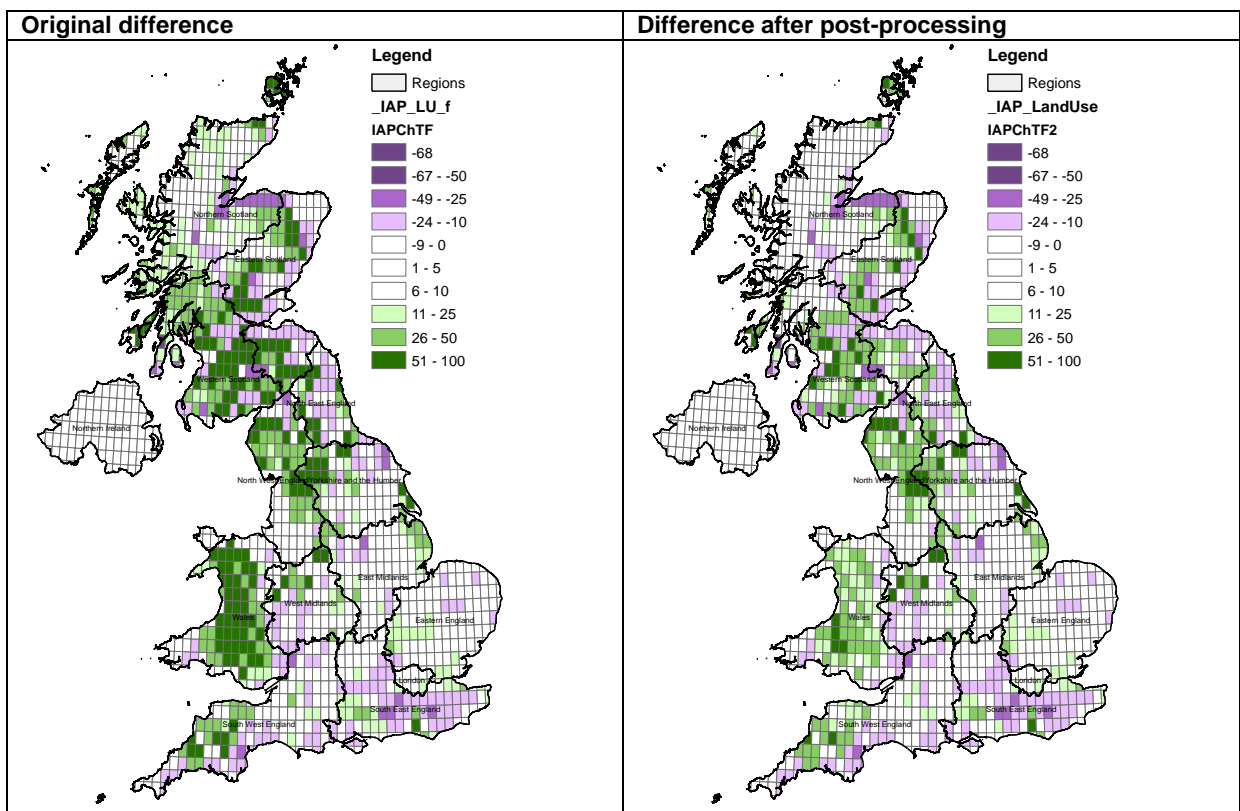 Original difference
Difference after post-processing
Legend
Regions
_IAP_LU_f
IAPChTF
-68
-67 - -50
-49 - -25
-24 - -10
-9 - 0
1 - 5
6 - 10
11 - 25
26 - 50
51 - 100
Northern Scotland
Eastern Scotland
Western Scotland
North East England
Northern Ireland
North West England
Yorkshire and the Humber
East Midlands
West Midlands
Wales
Eastern England
London
South East England
South West England
Legend
Regions
_IAP_LandUse
IAPChTF2
-68
-67 - -50
-49 - -25
-24 - -10
-9 - 0
1 - 5
6 - 10
11 - 25
26 - 50
51 - 100
Northern Scotland
Eastern Scotland
Western Scotland
North East England
Northern Ireland
North West England
Yorkshire and the Humber
East Midlands
West Midlands
Wales
Eastern England
London
South East England
South West England